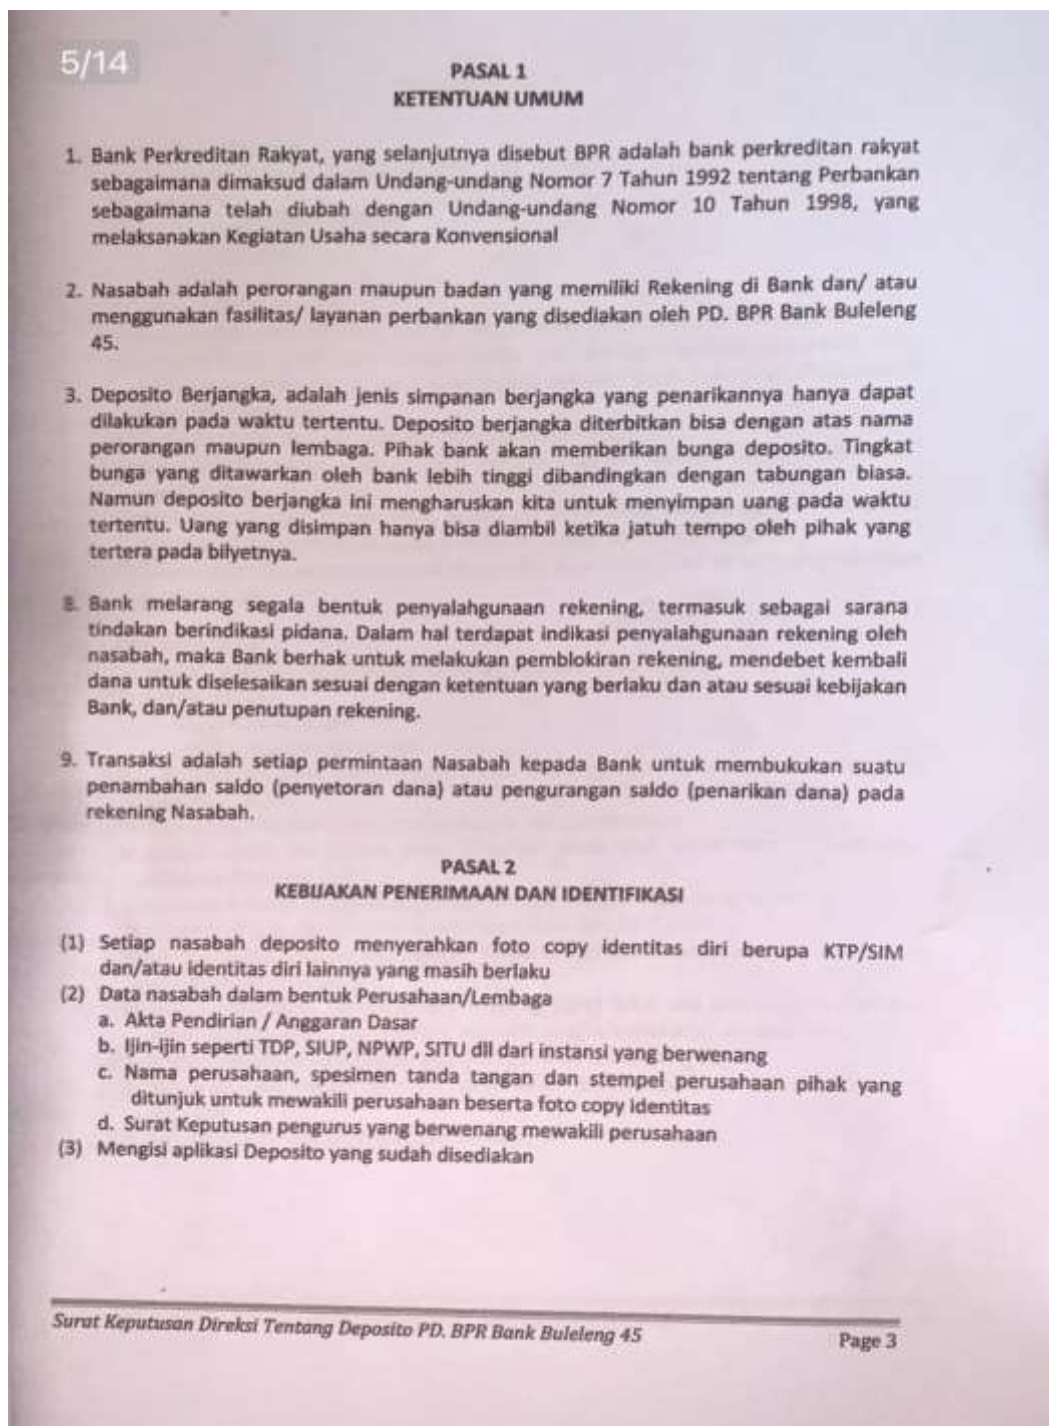 5/14
PASAL 1
KETENTUAN UMUM
1. Bank Perkreditan Rakyat, yang selanjutnya disebut BPR adalah bank perkreditan rakyat
sebagaimana dimaksud dalam Undang-undang Nomor 7 Tahun 1992 tentang Perbankan
sebagaimana telah diubah dengan Undang-undang Nomor 10 Tahun 1998, yang
melaksanakan Kegiatan Usaha secara Konvensional
2. Nasabah adalah perorangan maupun badan yang memiliki Rekening di Bank dan/ atau
menggunakan fasilitas/ layanan perbankan yang disediakan oleh PD. BPR Bank Buleleng
45.
3. Deposito Berjangka, adalah jenis simpanan berjangka yang penarikannya hanya dapat
dilakukan pada waktu tertentu. Deposito berjangka diterbitkan bisa dengan atas nama
perorangan maupun lembaga. Pihak bank akan memberikan bunga deposito. Tingkat
bunga yang ditawarkan oleh bank lebih tinggi dibandingkan dengan tabungan biasa.
Namun deposito berjangka ini mengharuskan kita untuk menyimpan uang pada waktu
tertentu. Uang yang disimpan hanya bisa diambil ketika jatuh tempo oleh pihak yang
tertera pada bilyetnya.
8. Bank melarang segala bentuk penyalahgunaan rekening, termasuk sebagai sarana
tindakan berindikasi pidana. Dalam hal terdapat indikasi penyalahgunaan rekening oleh
nasabah, maka Bank berhak untuk melakukan pemblokiran rekening, mendebet kembali
dana untuk diselesaikan sesuai dengan ketentuan yang berlaku dan atau sesuai kebijakan
Bank, dan/atau penutupan rekening.
9. Transaksi adalah setiap permintaan Nasabah kepada Bank untuk membukukan suatu
penambahan saldo (penyetoran dana) atau pengurangan saldo (penarikan dana) pada
rekening Nasabah.
PASAL 2
KEBIJAKAN PENERIMAAN DAN IDENTIFIKASI
(1) Setiap nasabah deposito menyerahkan foto copy identitas diri berupa KTP/SIM
dan/atau identitas diri lainnya yang masih berlaku
(2) Data nasabah dalam bentuk Perusahaan/Lembaga
a. Akta Pendirian / Anggaran Dasar
b. Ijin-ijin seperti TDP, SIUP, NPWP, SITU dll dari instansi yang berwenang
c. Nama perusahaan, spesimen tanda tangan dan stempel perusahaan pihak yang
ditunjuk untuk mewakili perusahaan beserta foto copy identitas
d. Surat Keputusan pengurus yang berwenang mewakili perusahaan
(3) Mengisi aplikasi Deposito yang sudah disediakan
Surat Keputusan Direksi Tentang Deposito PD. BPR Bank Buleleng 45
Page 3